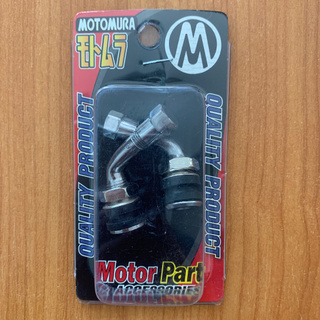 MOTOMURA
モトムラ
M
QUALITY PRODUCT
QUALITY PRODUCT
Motor Part
ACCESSORIES